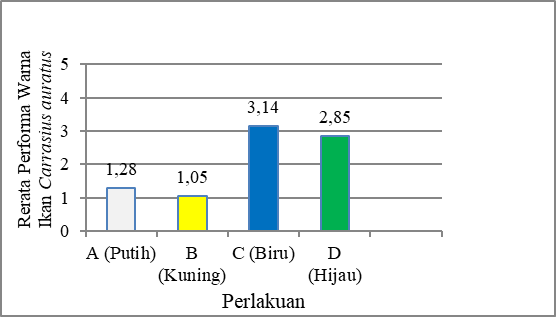 Rerata Performa Warna
Ikan Carrasius auratus
5
4
3
2
1
0
1,28
1,05
3,14
2,85
A (Putih)
B
(Kuning)
C (Biru)
D
(Hijau)
Perlakuan